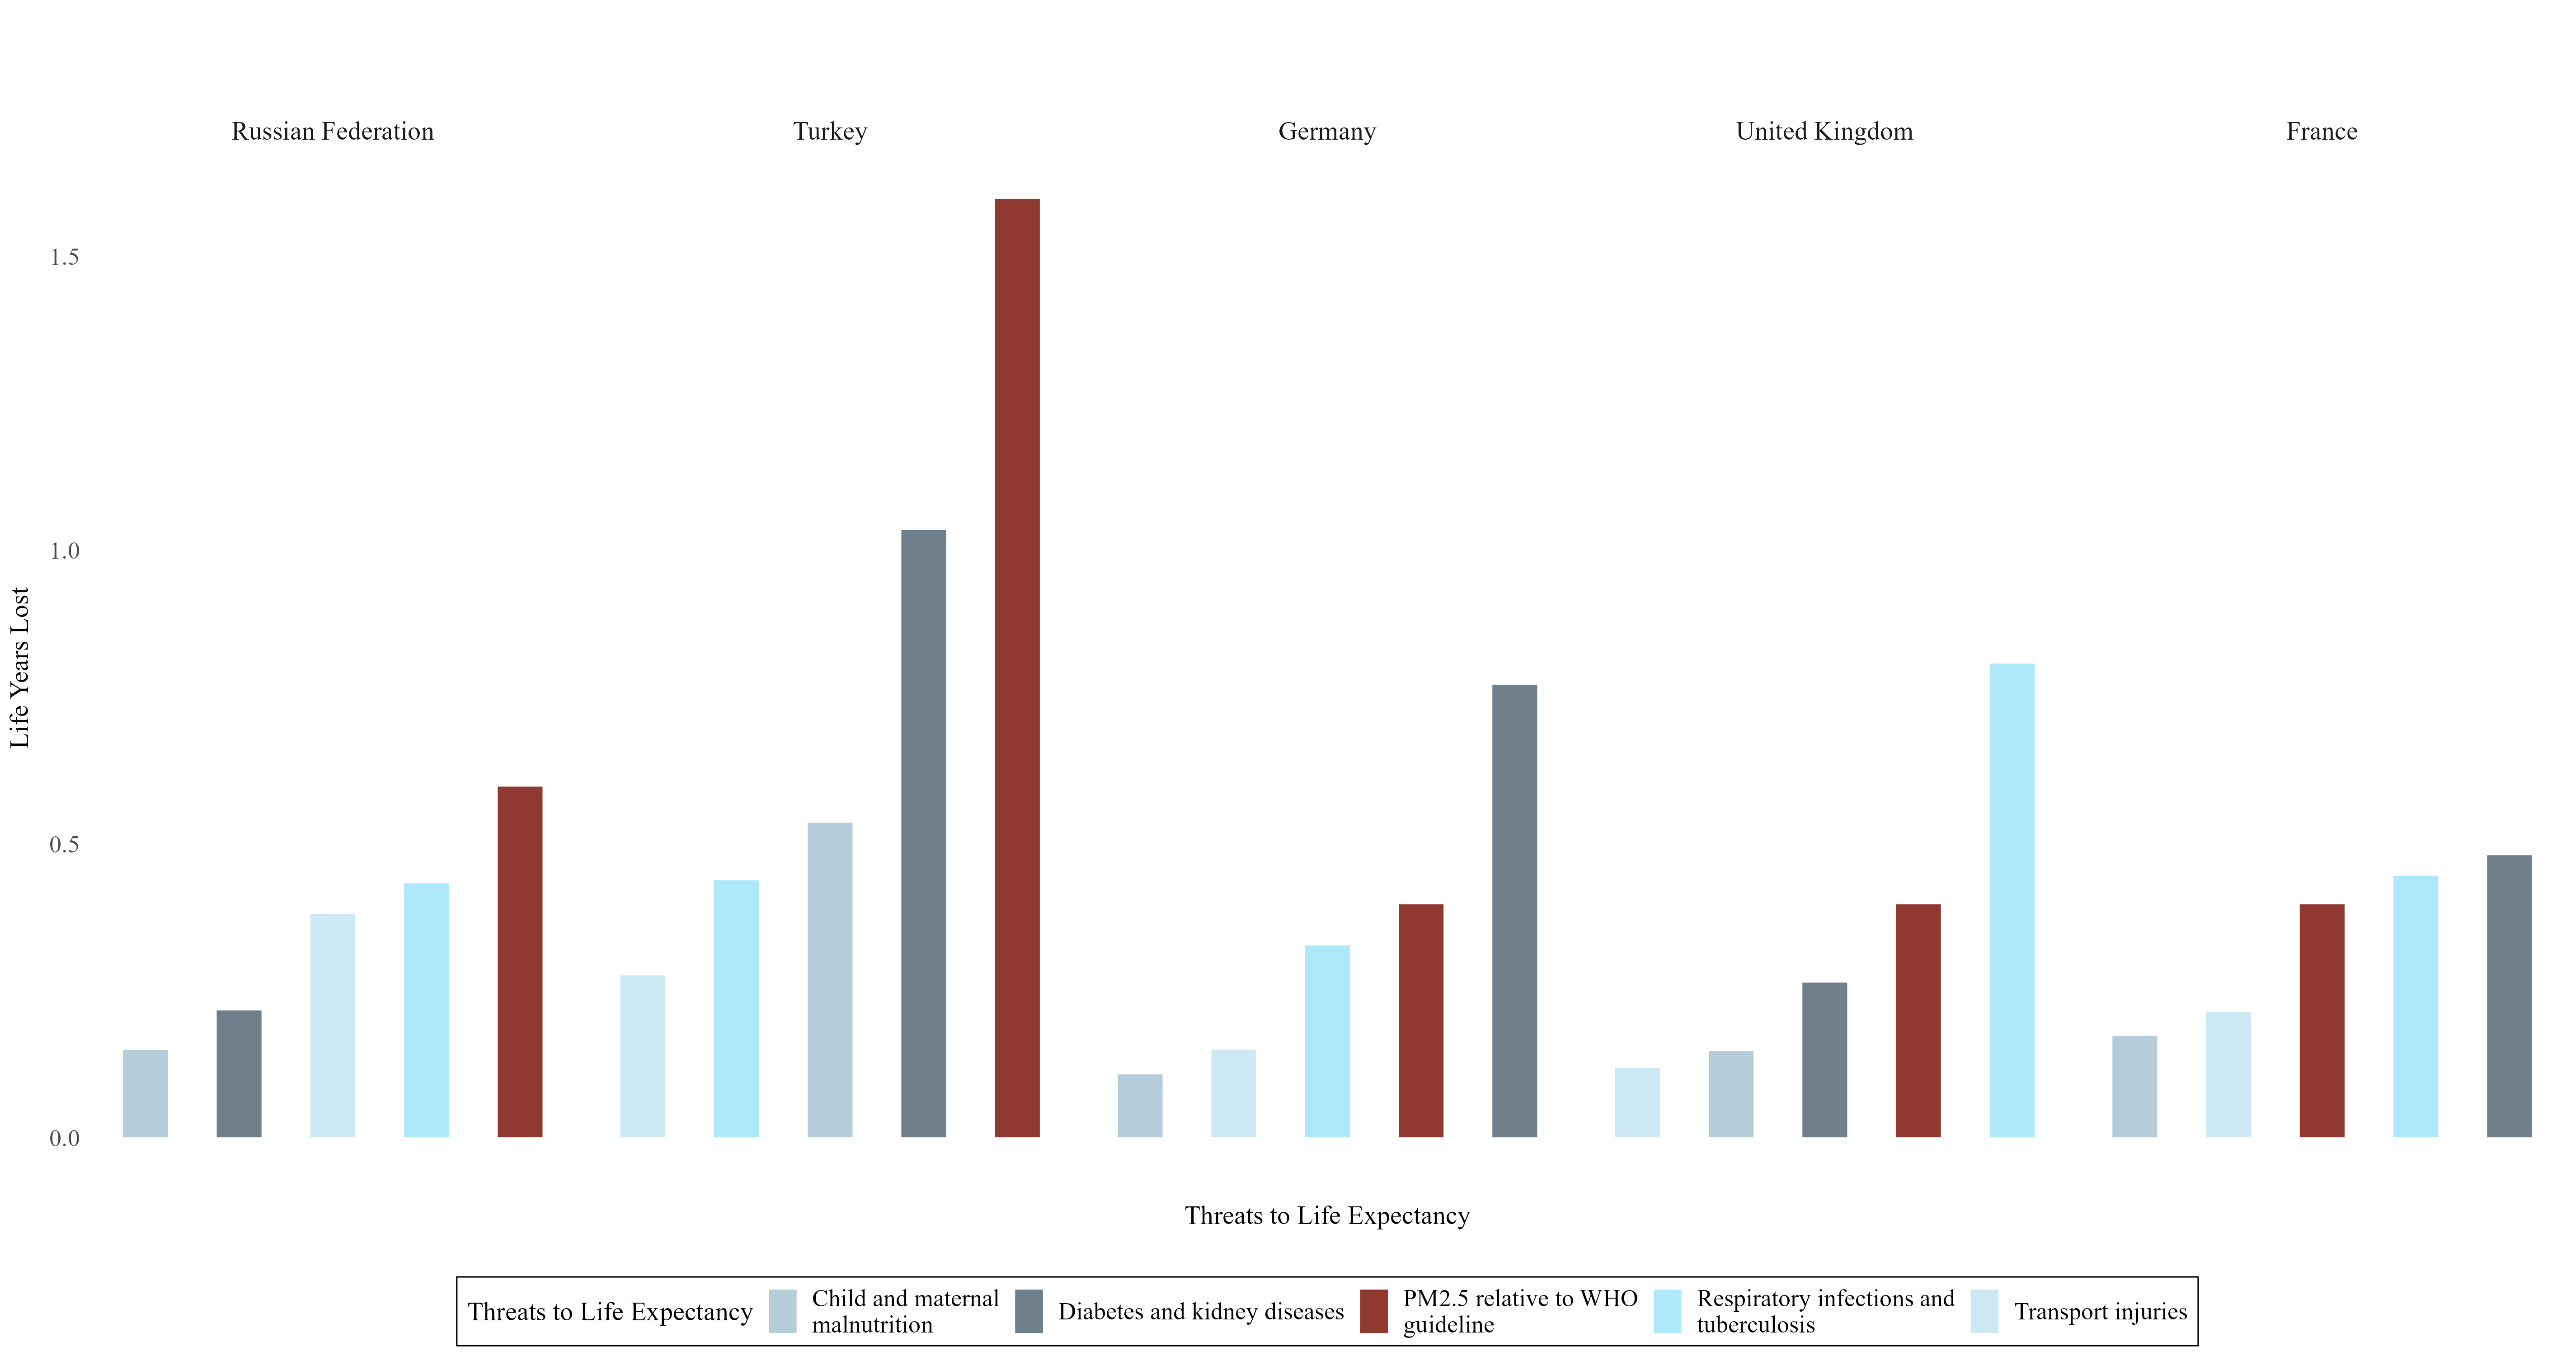 Russian Federation
Turkey
Germany
United Kingdom
France
1.5
1.0
0.5
0.0
Life Years Lost
Threats to Life Expectancy
Threats to Life Expectancy
Child and maternal
malnutrition
Diabetes and kidney diseases
PM2.5 relative to WHO
guideline
Respiratory infections and
tuberculosis
Transport injuries